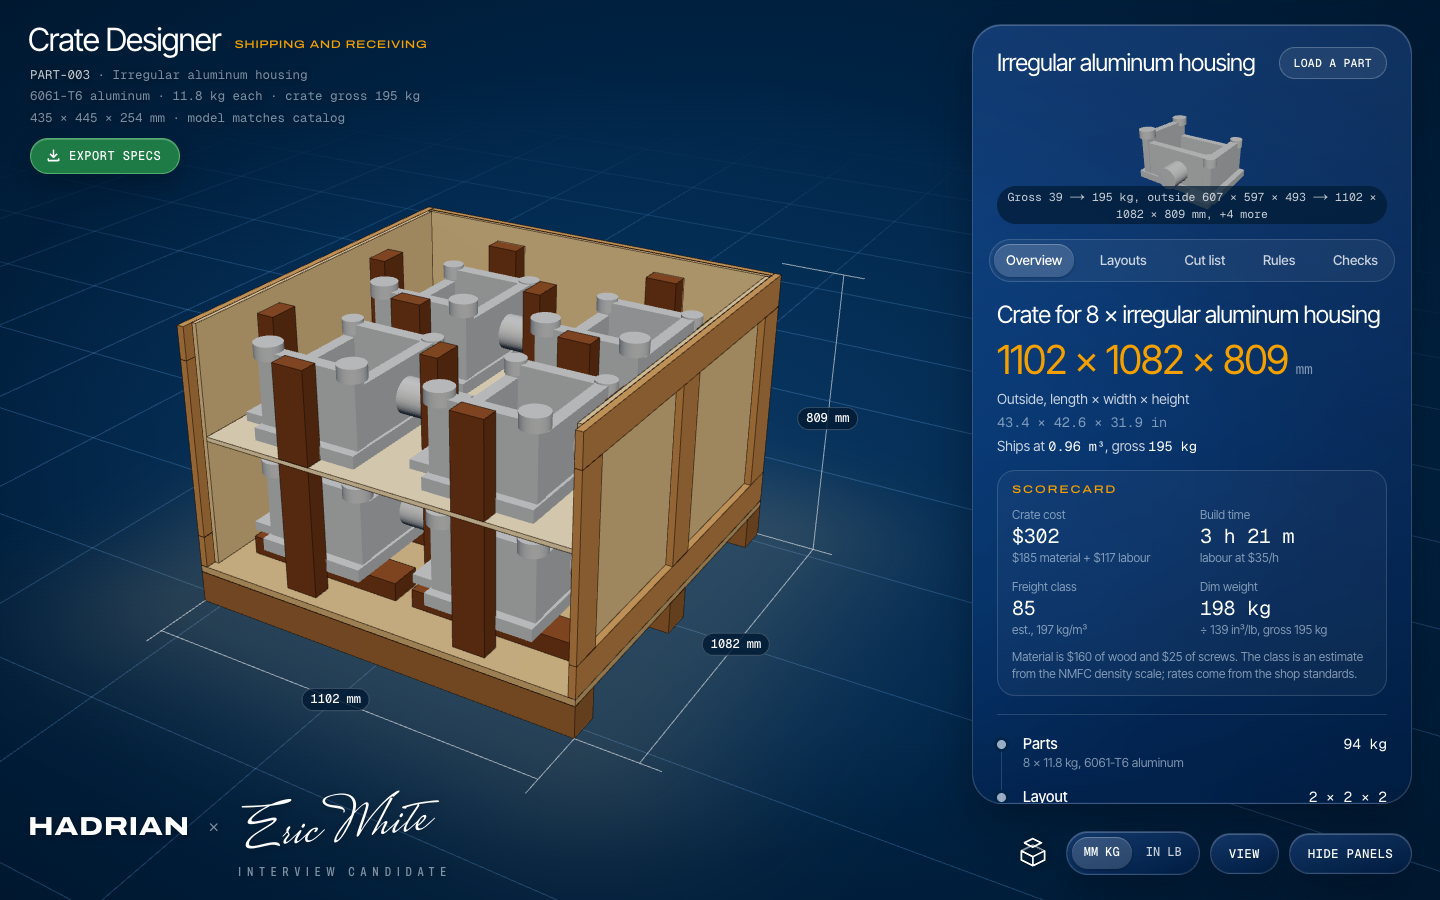 Crate Designer SHIPPING AND RECEIVING
PART-003 · Irregular aluminum housing
6061-T6 aluminum · 11.8 kg each · crate gross 195 kg
435 × 445 × 254 mm · model matches catalog
EXPORT SPECS
809 mm
1082 mm
1102 mm
HADRIAN × Eric White
INTERVIEW CANDIDATE
Irregular aluminum housing
LOAD A PART
Gross 39 → 195 kg, outside 607 × 597 × 493 → 1102 ×
1082 × 809 mm, +4 more
Overview Layouts Cut list Rules Checks
Crate for 8 × irregular aluminum housing
1102 × 1082 × 809 mm
Outside, length × width × height
43.4 × 42.6 × 31.9 in
Ships at 0.96 m³, gross 195 kg
SCORECARD
Crate cost
$302
$185 material + $117 labour
Build time
3 h 21 m
labour at $35/h
Freight class
85
est., 197 kg/m³
Dim weight
198 kg
÷ 139 in³/lb, gross 195 kg
Material is $160 of wood and $25 of screws. The class is an estimate
from the NMFC density scale; rates come from the shop standards.
Parts 94 kg
8 × 11.8 kg, 6061-T6 aluminum
Layout 2 × 2 × 2
MM KG IN LB VIEW HIDE PANELS